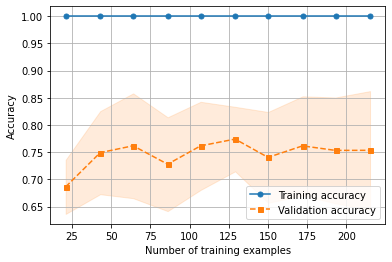 1.00
0.95
0.90
0.85
0.80
0.75
0.70
0.65
Accuracy
Training accuracy
Validation accuracy
25 50 75 100 125 150 175 200
Number of training examples